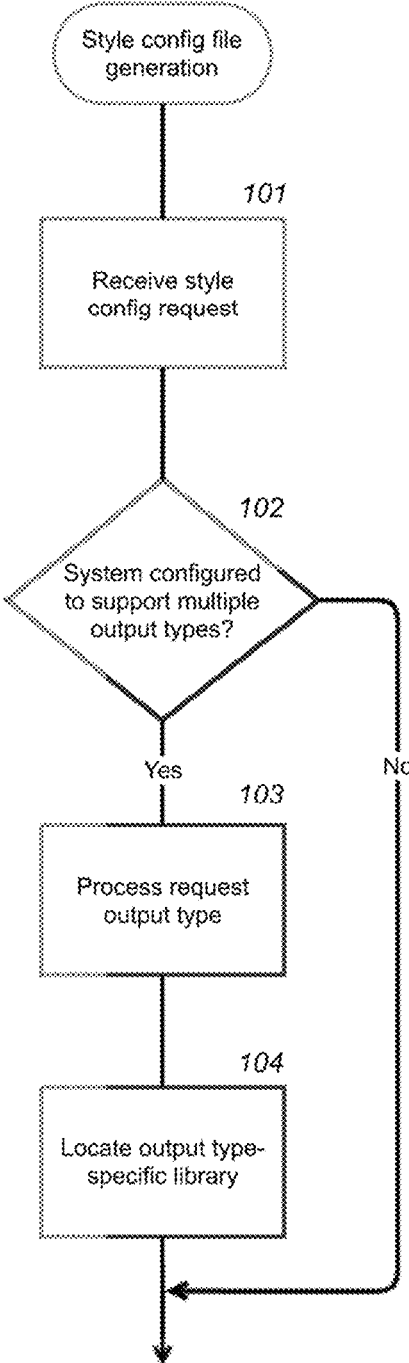 Style config file
generation
101
Receive style
config request
102
System configured
to support multiple
output types?
Yes
No
103
Process request
output type
104
Locate output type-
specific library